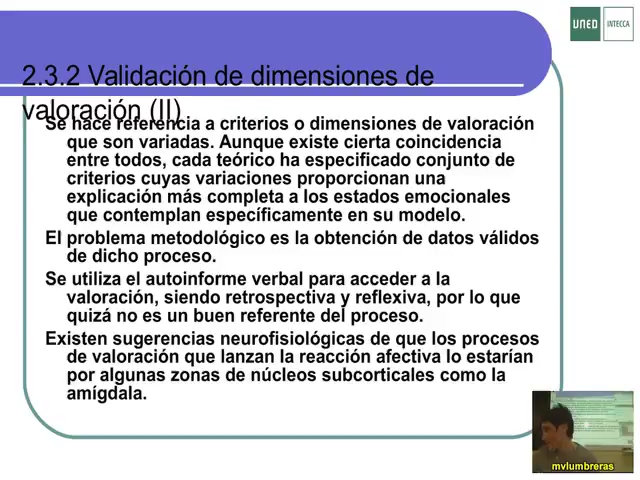 UNED
INTECCA
2.3.2 Validación de dimensiones de
valoración (II)
Se hace referencia a criterios o dimensiones de valoración
que son variadas. Aunque existe cierta coincidencia
entre todos, cada teórico ha especificado conjunto de
criterios cuyas variaciones proporcionan una
explicación más completa a los estados emocionales
que contemplan específicamente en su modelo.
El problema metodológico es la obtención de datos válidos
de dicho proceso.
Se utiliza el autoinforme verbal para acceder a la
valoración, siendo retrospectiva y reflexiva, por lo que
quizá no es un buen referente del proceso.
Existen sugerencias neurofisiológicas de que los procesos
de valoración que lanzan la reacción afectiva lo estarían
por algunas zonas de núcleos subcorticales como la
amígdala.
mvlumbreras